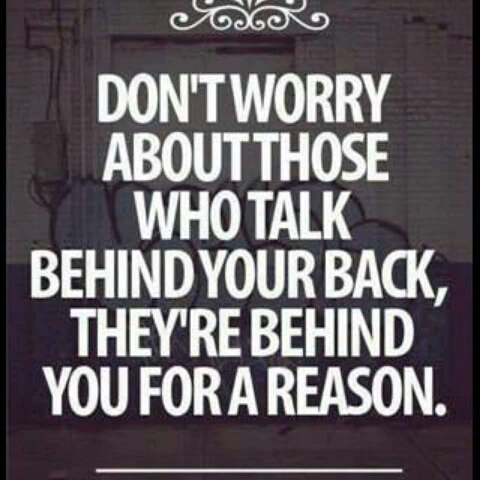 DON'T WORRY
ABOUT THOSE
WHO TALK
BEHIND YOUR BACK,
THEY'RE BEHIND
YOU FOR A REASON.